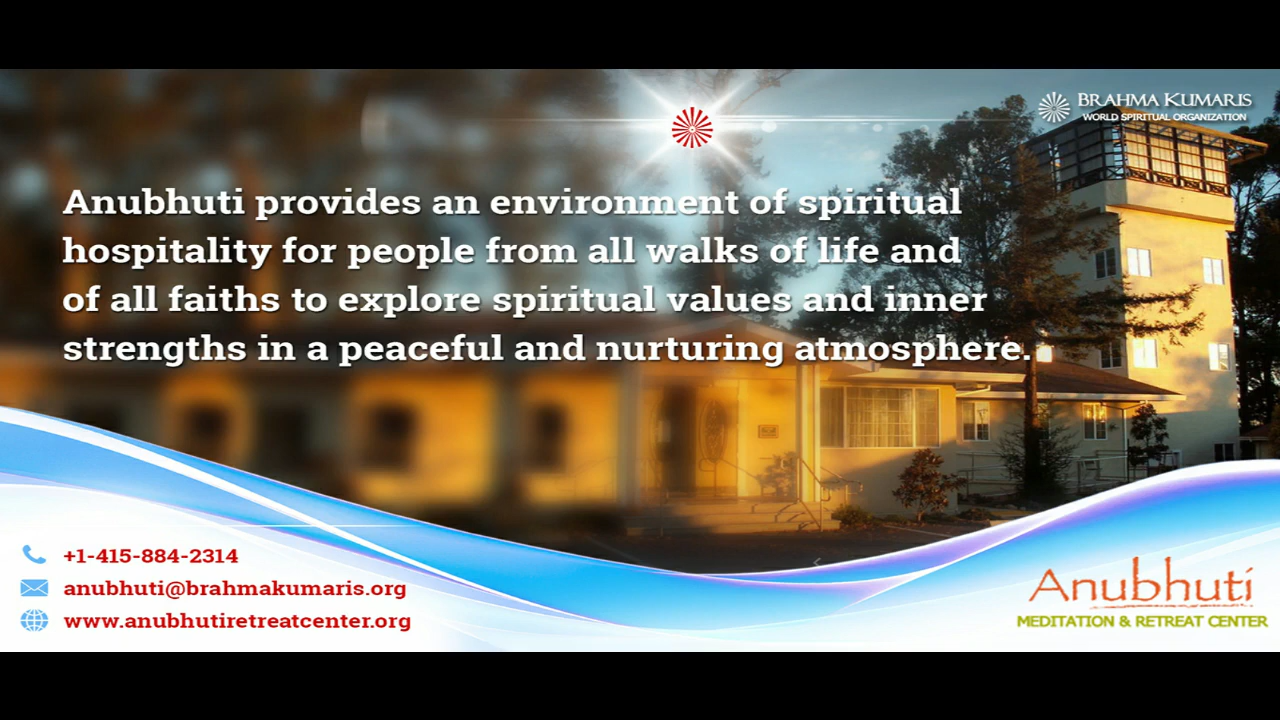 BRAHMA KUMARIS
WORLD SPIRITUAL ORGANIZATION
Anubhuti provides an environment of spiritual
hospitality for people from all walks of life and
of all faiths to explore spiritual values and inner
strengths in a peaceful and nurturing atmosphere.
+1-415-884-2314
anubhuti@brahmakumaris.org
www.anubhutiretreatcenter.org
Anubhuti
MEDITATION & RETREAT CENTER